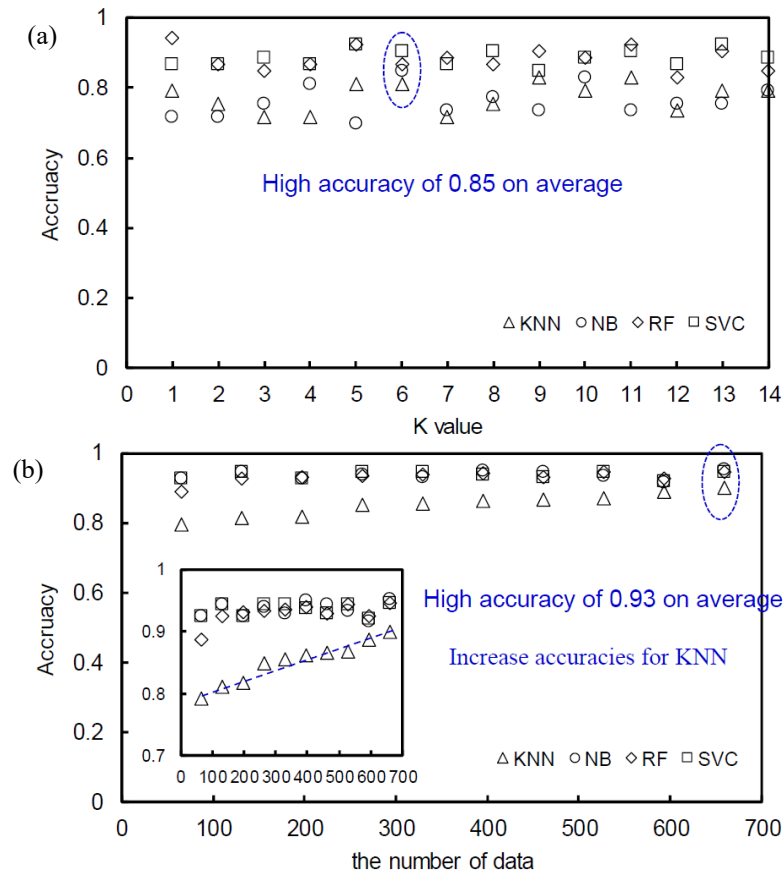 (a)
1
0.8
0.6
0.4
0.2
0
Accruacy
High accuracy of 0.85 on average
KNN NB RF SVC
0 1 2 3 4 5 6 7 8 9 10 11 12 13 14
K value
(b)
1
0.8
0.6
0.4
0.2
0
Accruacy
1
0.9
0.8
0.7
0 100 200 300 400 500 600 700
High accuracy of 0.93 on average
Increase accuracies for KNN
KNN NB RF SVC
0 100 200 300 400 500 600 700
the number of data